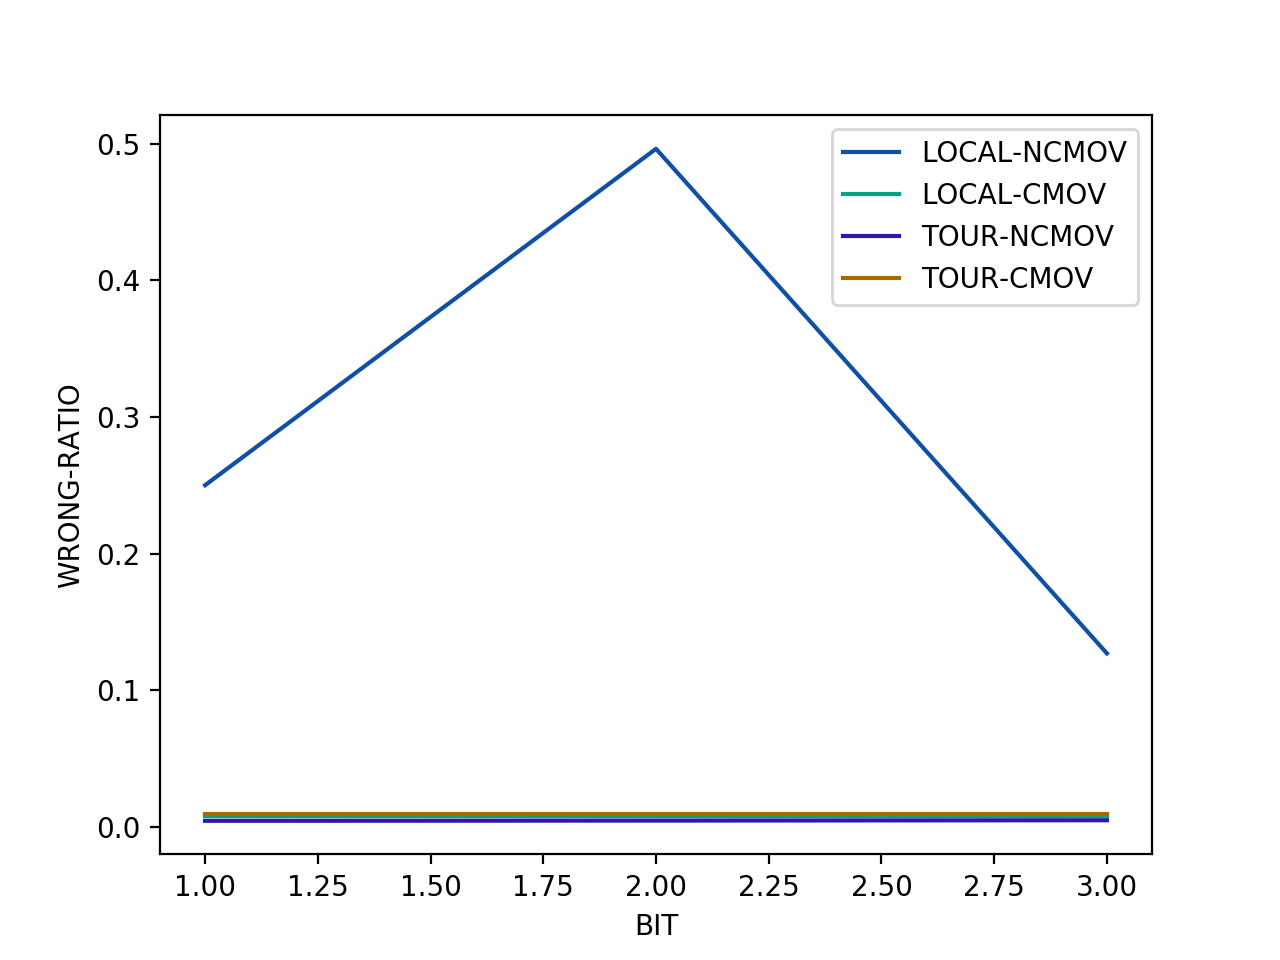 LOCAL-NCMOV
LOCAL-CMOV
TOUR-NCMOV
TOUR-CMOV
WRONG-RATIO
0.5
0.4
0.3
0.2
0.1
0.0
1.00 1.25 1.50 1.75 2.00 2.25 2.50 2.75 3.00
BIT